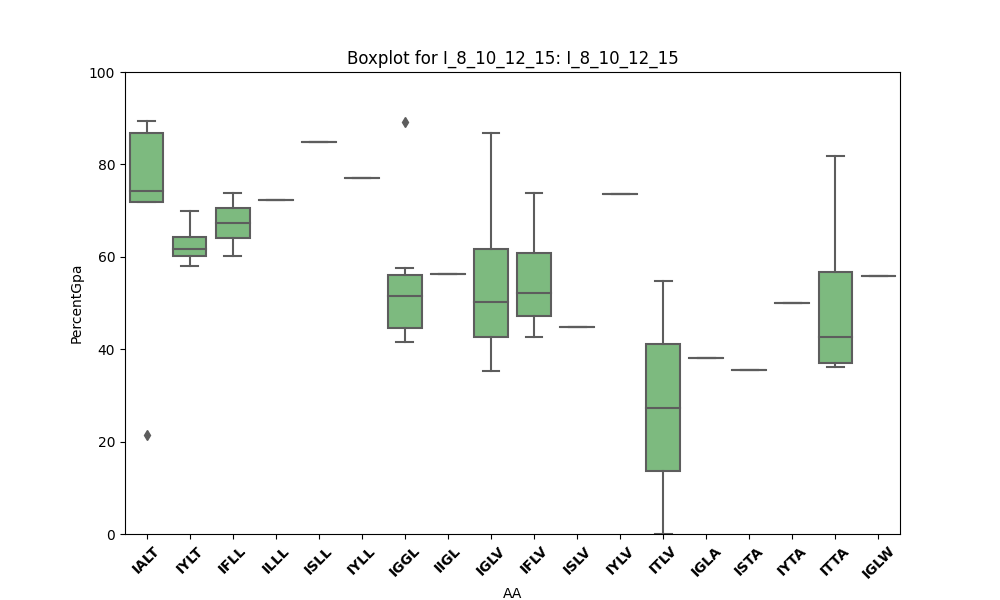 Boxplot for I_8_10_12_15: I_8_10_12_15
PercentGpa
100
80
60
40
20
0
IALT IYLT IFLL ILLL ISLL IYLL IGGL IIGL IGLV IFLV ISLV IYLV ITLV IGLA ISTA IYTA ITTA IGLW
AA